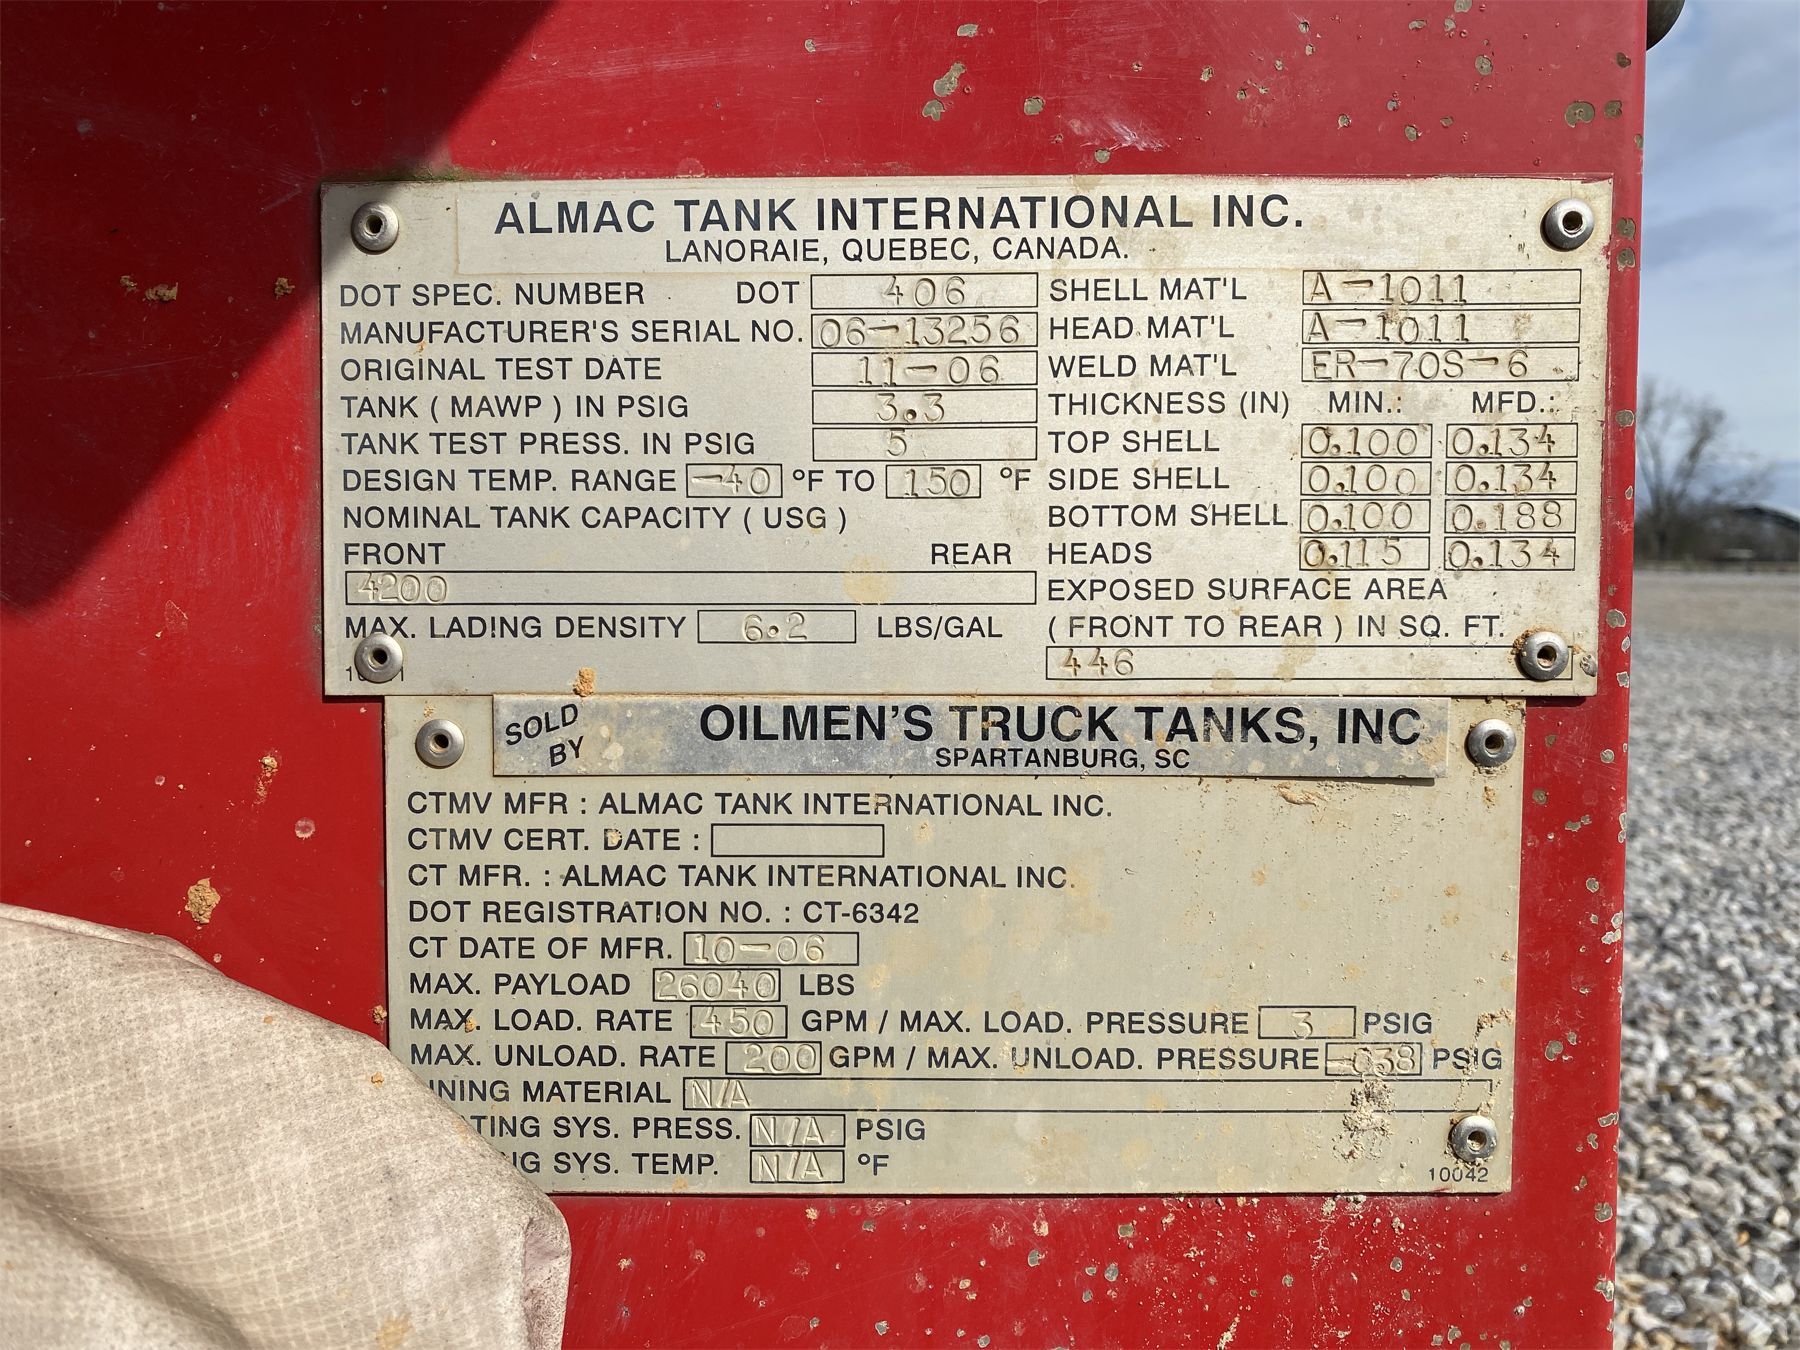 ALMAC TANK INTERNATIONAL INC.
LANORAIE, QUEBEC, CANADA.
DOT SPEC. NUMBER DOT 406
MANUFACTURER'S SERIAL NO. 06-13256
ORIGINAL TEST DATE 11-06
TANK ( MAWP ) IN PSIG 3.3
TANK TEST PRESS. IN PSIG 5
DESIGN TEMP. RANGE -40 °F TO 150 °F
NOMINAL TANK CAPACITY ( USG )
FRONT REAR
4200
MAX. LADING DENSITY 6.2 LBS/GAL
SHELL MAT'L A-1011
HEAD MAT'L A-1011
WELD MAT'L ER-70S-6
THICKNESS (IN) MIN.: MFD.:
TOP SHELL 0.100 0.134
SIDE SHELL 0.100 0.134
BOTTOM SHELL 0.100 0.188
HEADS 0.115 0.134
EXPOSED SURFACE AREA
( FRONT TO REAR ) IN SQ. FT.
446
SOLD BY
OILMEN'S TRUCK TANKS, INC
SPARTANBURG, SC
CTMV MFR : ALMAC TANK INTERNATIONAL INC.
CTMV CERT. DATE :
CT MFR. : ALMAC TANK INTERNATIONAL INC.
DOT REGISTRATION NO. : CT-6342
CT DATE OF MFR. 10-06
MAX. PAYLOAD 26040 LBS
MAX. LOAD. RATE 450 GPM / MAX. LOAD. PRESSURE 3 PSIG
MAX. UNLOAD. RATE 200 GPM / MAX. UNLOAD. PRESSURE PSIG
MATERIAL N/A
SYS. PRESS. N/A PSIG
SYS. TEMP. N/A °F
10042